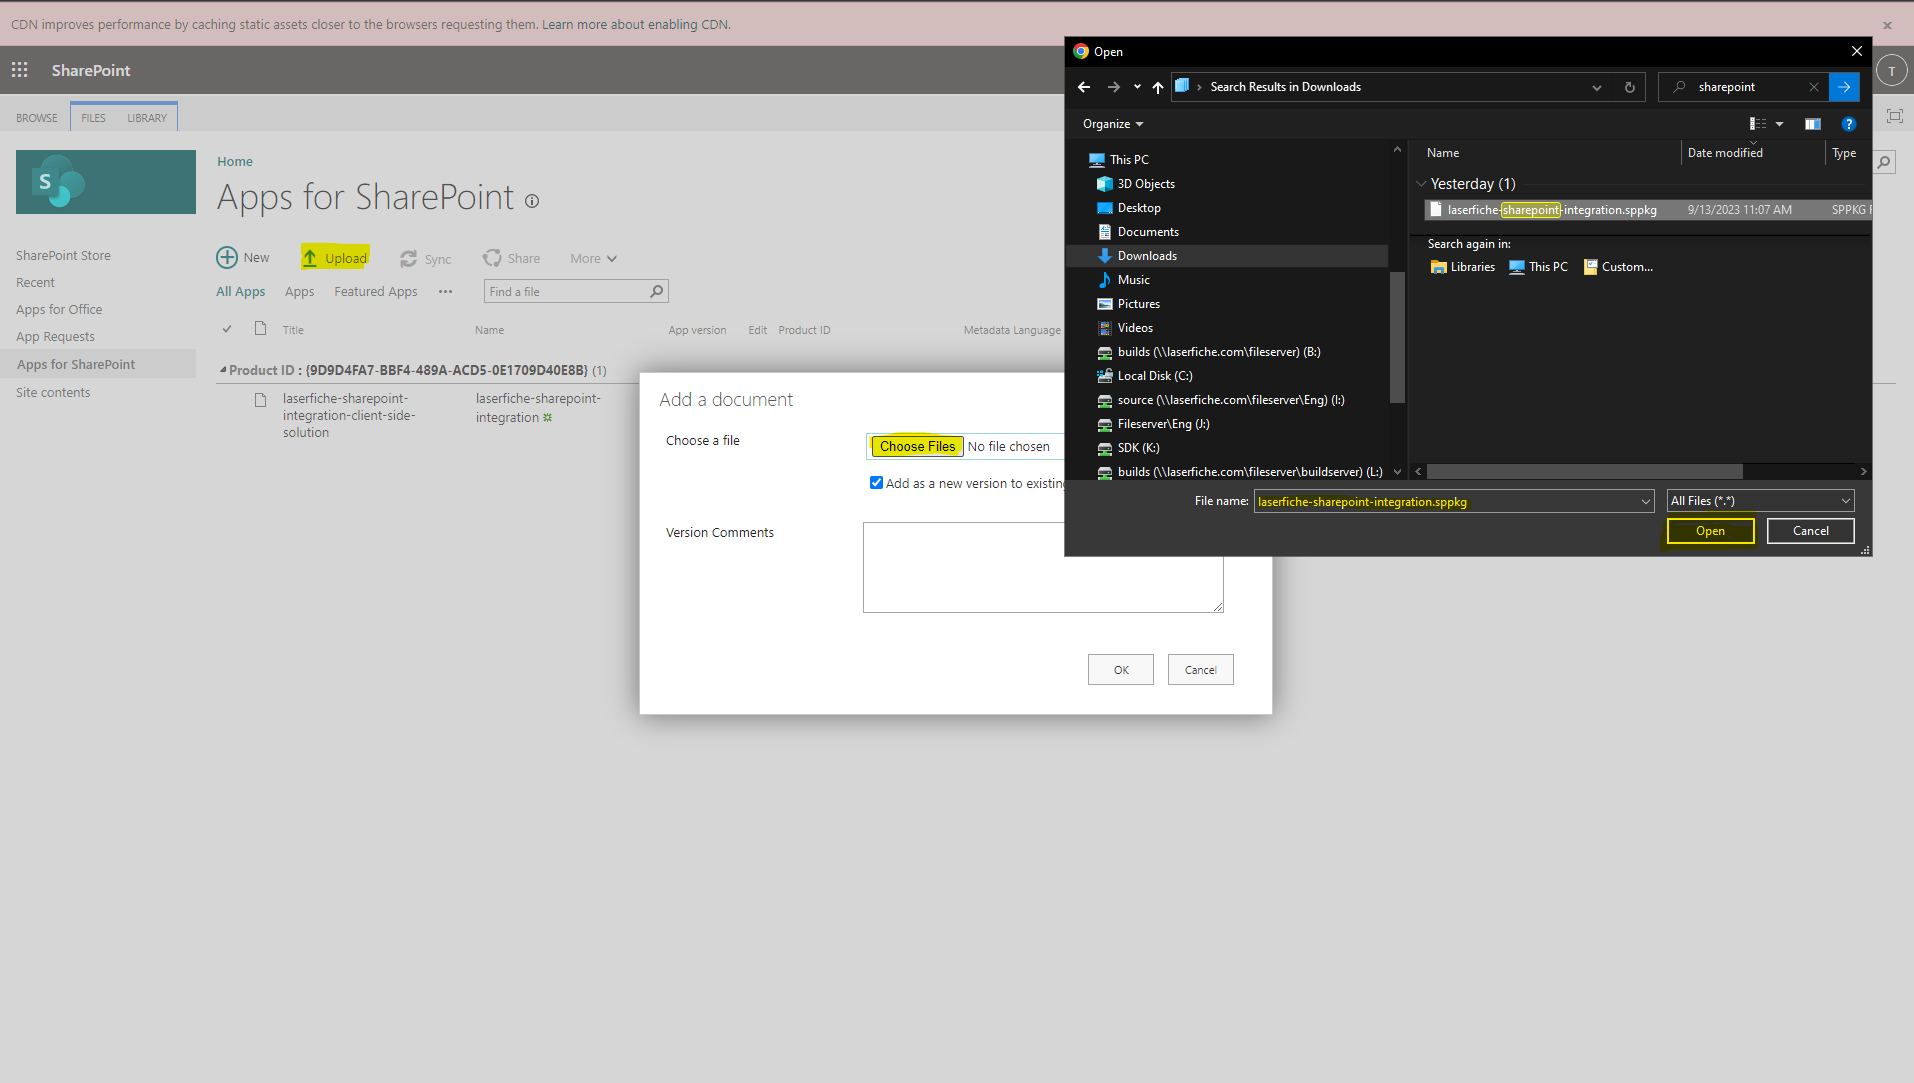 CDN improves performance by caching static assets closer to the browsers requesting them. Learn more about enabling CDN.
SharePoint
T
BROWSE FILES LIBRARY
S
Home
Apps for SharePoint
SharePoint Store
Recent
Apps for Office
App Requests
Apps for SharePoint
Site contents
New Upload Sync Share More
All Apps Apps Featured Apps ••• Find a file
Title Name App version Edit Product ID Metadata Language
Product ID : {9D9D4FA7-BBF4-489A-ACD5-0E1709D40E8B} (1)
laserfiche-sharepoint-
integration-client-side-
solution
laserfiche-sharepoint-
integration
Add a document
Choose a file
Choose Files No file chosen
Add as a new version to existing
Version Comments
OK Cancel
Open
Search Results in Downloads
sharepoint
Organize
?
This PC
3D Objects
Desktop
Documents
Downloads
Music
Pictures
Videos
builds (\\laserfiche.com\fileserver) (B:)
Local Disk (C:)
source (\\laserfiche.com\fileserver\Eng) (I:)
Fileserver\Eng (J:)
SDK (K:)
builds (\\laserfiche.com\fileserver\buildserver) (L:)
Name Date modified Type
Yesterday (1)
laserfiche-sharepoint-integration.sppkg 9/13/2023 11:07 AM SPPKG F
Search again in:
Libraries This PC Custom...
File name: laserfiche-sharepoint-integration.sppkg All Files (*.*)
Open Cancel